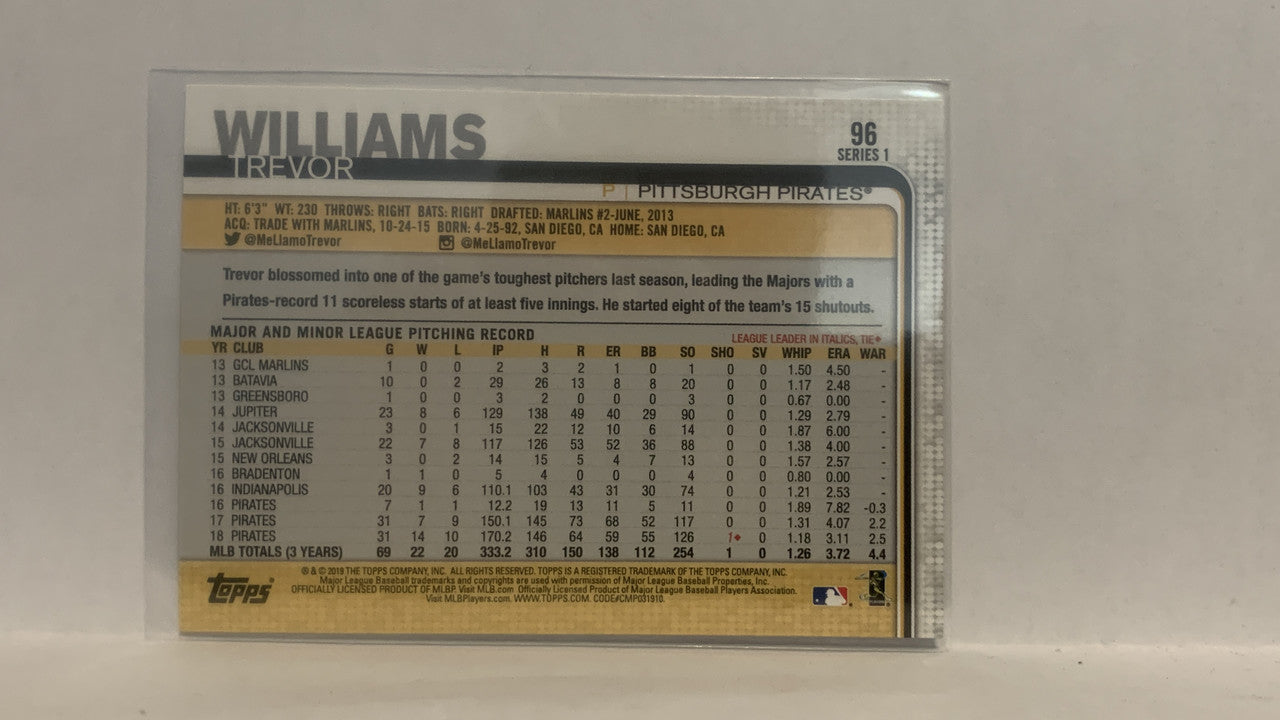 WILLIAMS
TREVOR
96
SERIES 1
P | PITTSBURGH PIRATES®
HT: 6'3" WT: 230 THROWS: RIGHT BATS: RIGHT DRAFTED: MARLINS #2-JUNE, 2013
ACQ: TRADE WITH MARLINS, 10-24-15 BORN: 4-25-92, SAN DIEGO, CA HOME: SAN DIEGO, CA
@MeLlamoTrevor @MeLlamoTrevor
Trevor blossomed into one of the game's toughest pitchers last season, leading the Majors with a
Pirates-record 11 scoreless starts of at least five innings. He started eight of the team's 15 shutouts.
MAJOR AND MINOR LEAGUE PITCHING RECORD
LEAGUE LEADER IN ITALICS, TIE♦
YR CLUB G W L IP H R ER BB SO SHO SV WHIP ERA WAR
13 GCL MARLINS 1 0 0 2 3 2 1 0 1 0 0 1.50 4.50 -
13 BATAVIA 10 0 2 29 26 13 8 8 20 0 0 1.17 2.48 -
13 GREENSBORO 1 0 0 3 2 0 0 0 3 0 0 0.67 0.00 -
14 JUPITER 23 8 6 129 138 49 40 29 90 0 0 1.29 2.79 -
14 JACKSONVILLE 3 0 1 15 22 12 10 6 14 0 0 1.87 6.00 -
15 JACKSONVILLE 22 7 8 117 126 53 52 36 88 0 0 1.38 4.00 -
15 NEW ORLEANS 3 0 2 14 15 5 4 7 13 0 0 1.57 2.57 -
16 BRADENTON 1 1 0 5 4 0 0 0 4 0 0 0.80 0.00 -
16 INDIANAPOLIS 20 9 6 110.1 103 43 31 30 74 0 0 1.21 2.53 -
16 PIRATES 7 1 1 12.2 19 13 11 5 11 0 0 1.89 7.82 -0.3
17 PIRATES 31 7 9 150.1 145 73 68 52 117 0 0 1.31 4.07 2.2
18 PIRATES 31 14 10 170.2 146 64 59 55 126 1♦ 0 1.18 3.11 2.5
MLB TOTALS (3 YEARS) 69 22 20 333.2 310 150 138 112 254 1 0 1.26 3.72 4.4
® & © 2019 THE TOPPS COMPANY, INC. ALL RIGHTS RESERVED. TOPPS IS A REGISTERED TRADEMARK OF THE TOPPS COMPANY, INC.
Major League Baseball trademarks and copyrights are used with permission of Major League Baseball Properties, Inc.
OFFICIALLY LICENSED PRODUCT OF MLBP. Visit MLB.com Officially Licensed Product of Major League Baseball Players Association.
Visit MLBPlayers.com. WWW.TOPPS.COM. CODE#CMP031910.
Topps